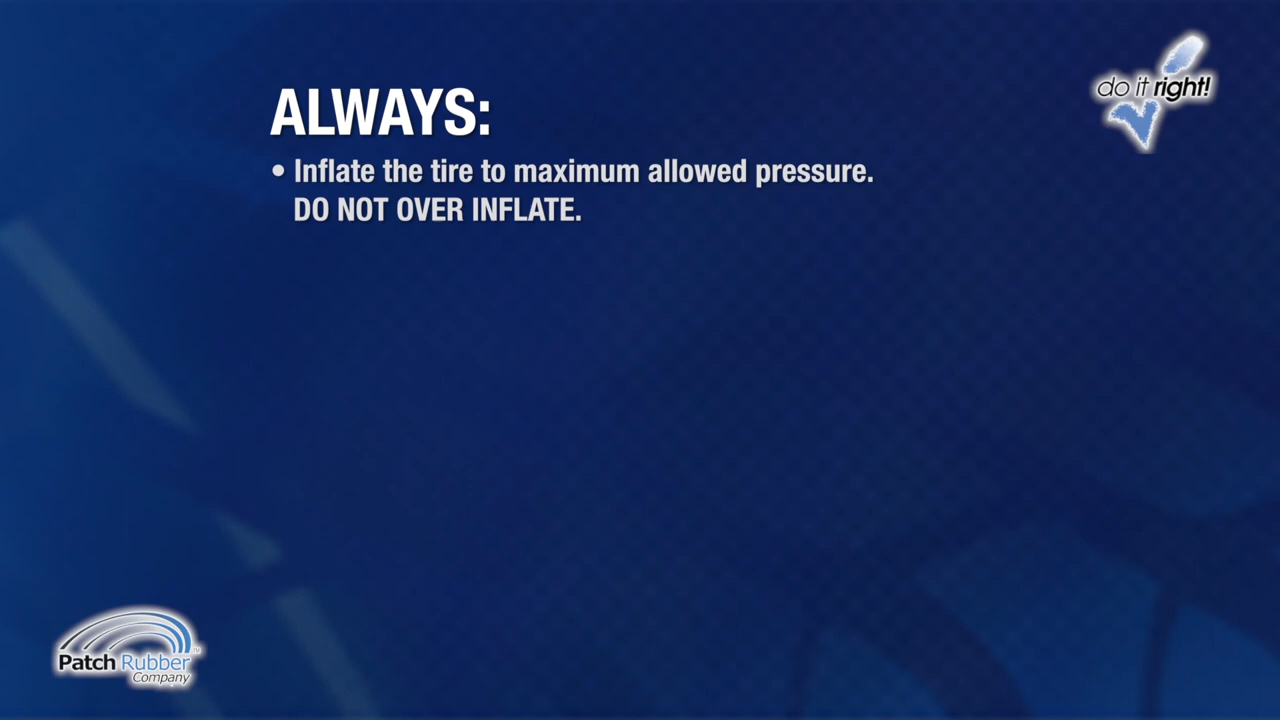 do it right!
ALWAYS:
• Inflate the tire to maximum allowed pressure.
DO NOT OVER INFLATE.
Patch Rubber
Company